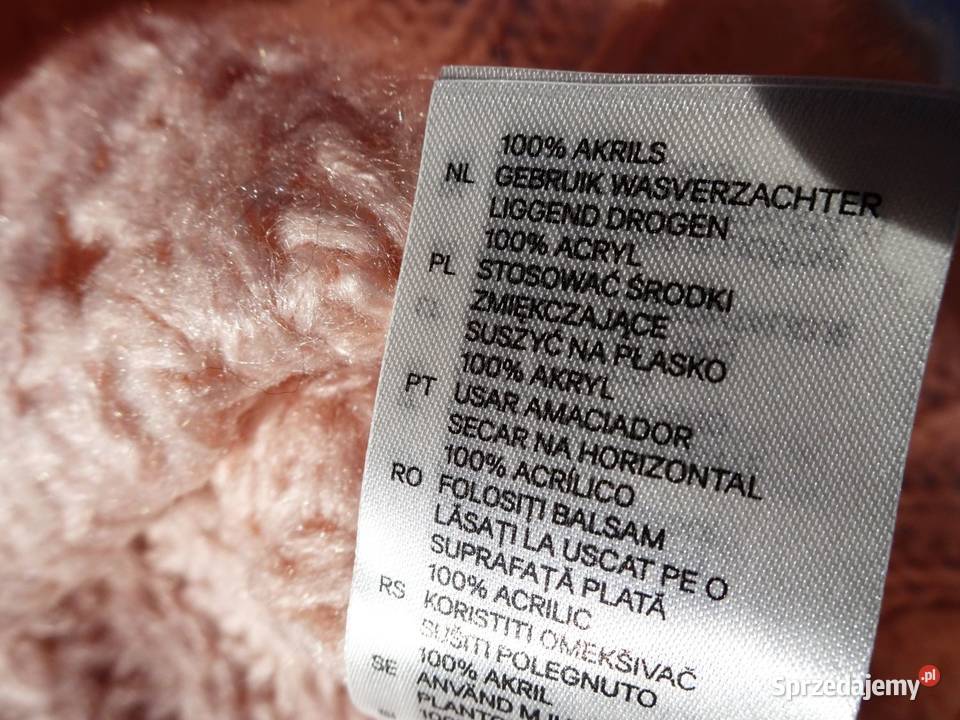 100% AKRILS
NL GEBRUIK WASVERZACHTER
LIGGEND DROGEN
100% ACRYL
PL STOSOWAĆ ŚRODKI
ZMIĘKCZAJĄCE
SUSZYĆ NA PŁASKO
100% AKRYL
PT USAR AMACIADOR
SECAR NA HORIZONTAL
100% ACRÍLICO
RO FOLOSIȚI BALSAM
LĂSAȚI LA USCAT PE O
SUPRAFAȚĂ PLATĂ
100% ACRILIC
RS KORISTITI OMEKŠIVAČ
SUŠITI POLEGNUTO
100% AKRIL
SE ANVÄND
Sprzedajemy.pl